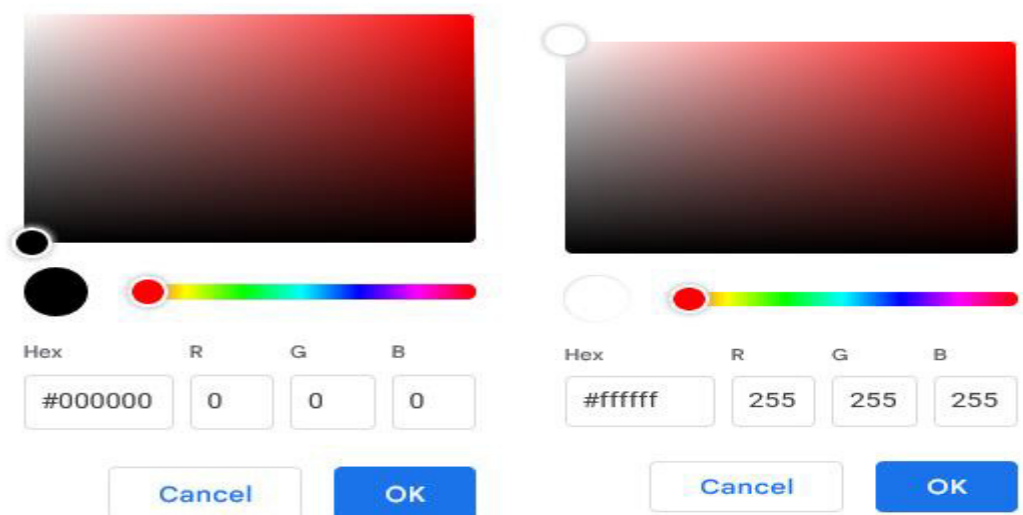 Hex R G B
#000000 0 0 0
Cancel OK
Hex R G B
#ffffff 255 255 255
Cancel OK